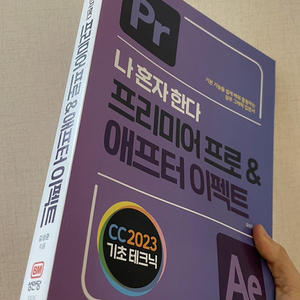 Pr
나 혼자 한다
프리미어 프로 &
애프터 이펙트
CC 2023
기초 테크닉
Ae
프리미어 프로 & 애프터 이펙트
BM
성안당